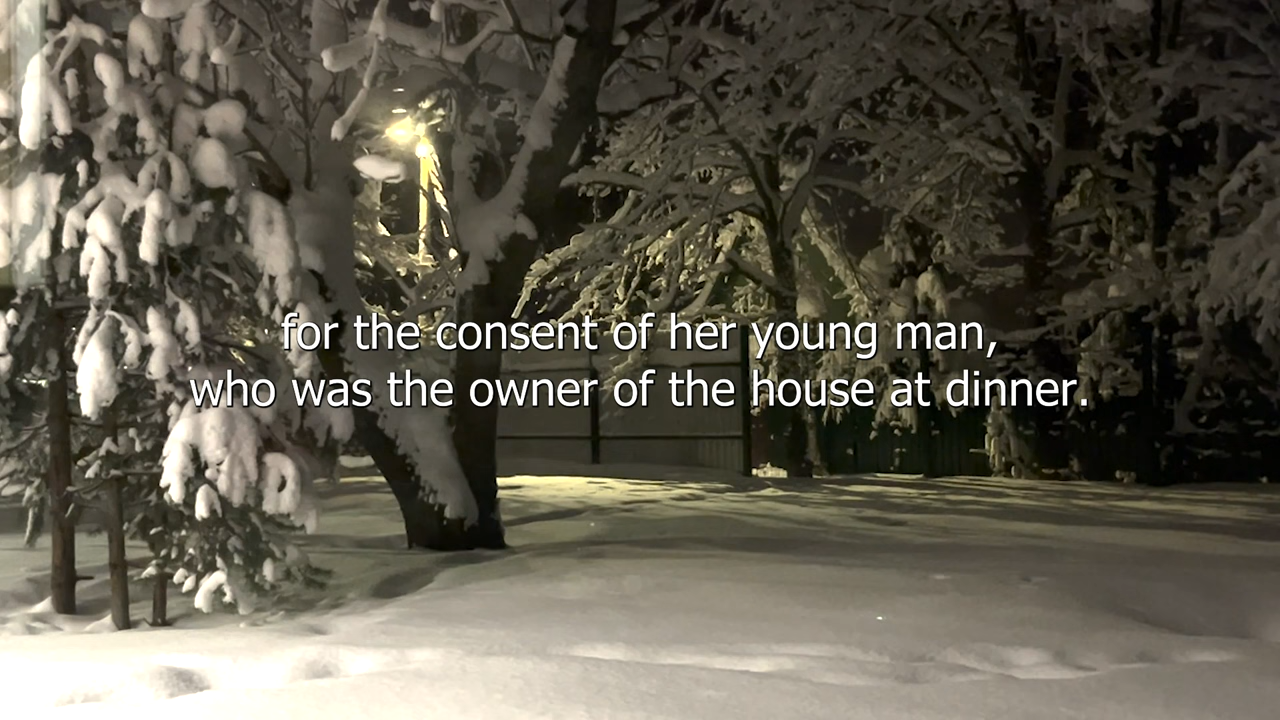 for the consent of her young man,
who was the owner of the house at dinner.